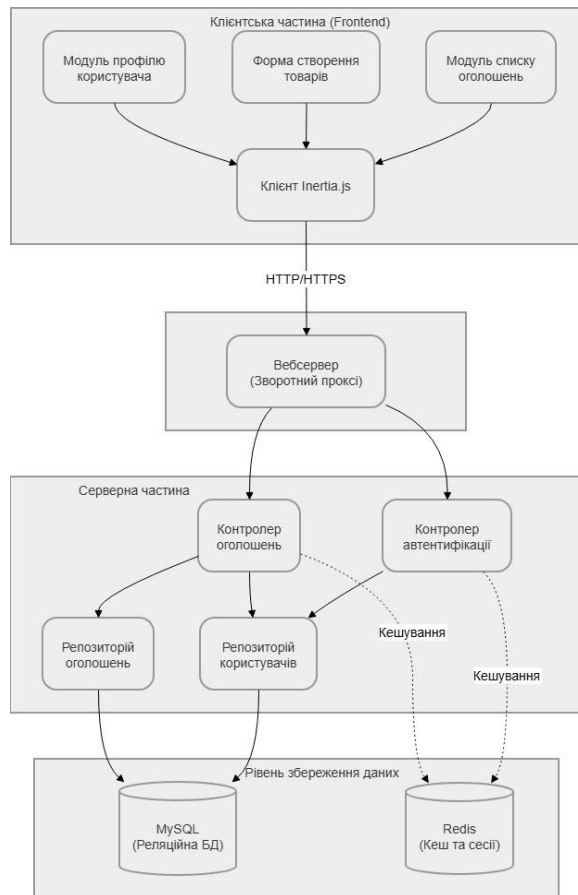 Клієнтська частина (Frontend)
Модуль профілю
користувача
Форма створення
товарів
Модуль списку
оголошень
Клієнт Inertia.js
HTTP/HTTPS
Вебсервер
(Зворотний проксі)
Серверна частина
Контролер
оголошень
Контролер
автентифікації
Кешування
Репозиторій
оголошень
Репозиторій
користувачів
Кешування
Рівень збереження даних
MySQL
(Реляційна БД)
Redis
(Кеш та сесії)